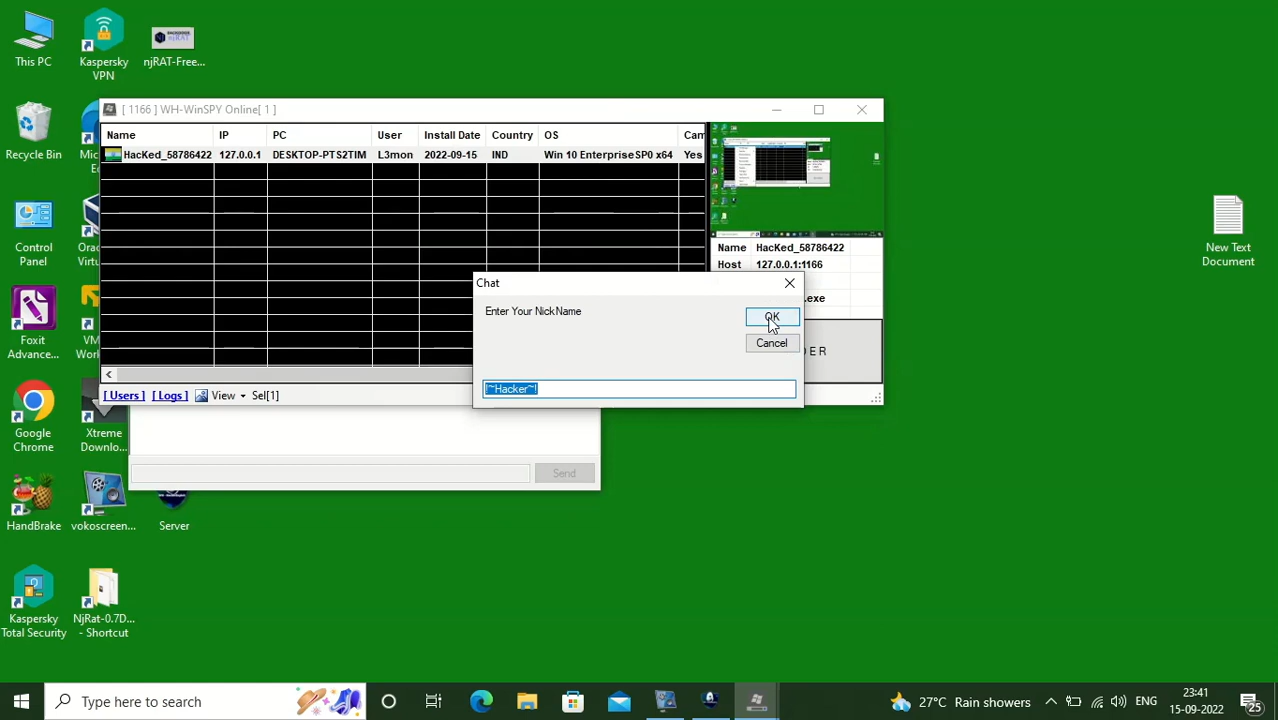 This PC
Kaspersky
VPN
njRAT-Free...
[ 1166 ] WH-WinSPY Online[ 1 ]
Name IP PC User Install Date Country OS Cam
HacKed_58786422 127.0.0.1 L3mon 2022-09-15 IND Win 10 EnterpriseSP0 x64 Yes
Recycle Bin
Control
Panel
New Text
Document
Name HacKed_58786422
Host 127.0.0.1:1166
.exe
DER
Chat
Enter Your NickName
OK
Cancel
!~Hacker~!
[ Users ] [ Logs ] View Sel[1]
Send
Foxit
Advance...
Google
Chrome
Xtreme
Downlo...
HandBrake
vokoscreen...
Server
Kaspersky
Total Security
NjRat-0.7D...
- Shortcut
Type here to search
27°C Rain showers
ENG
23:41
15-09-2022
25